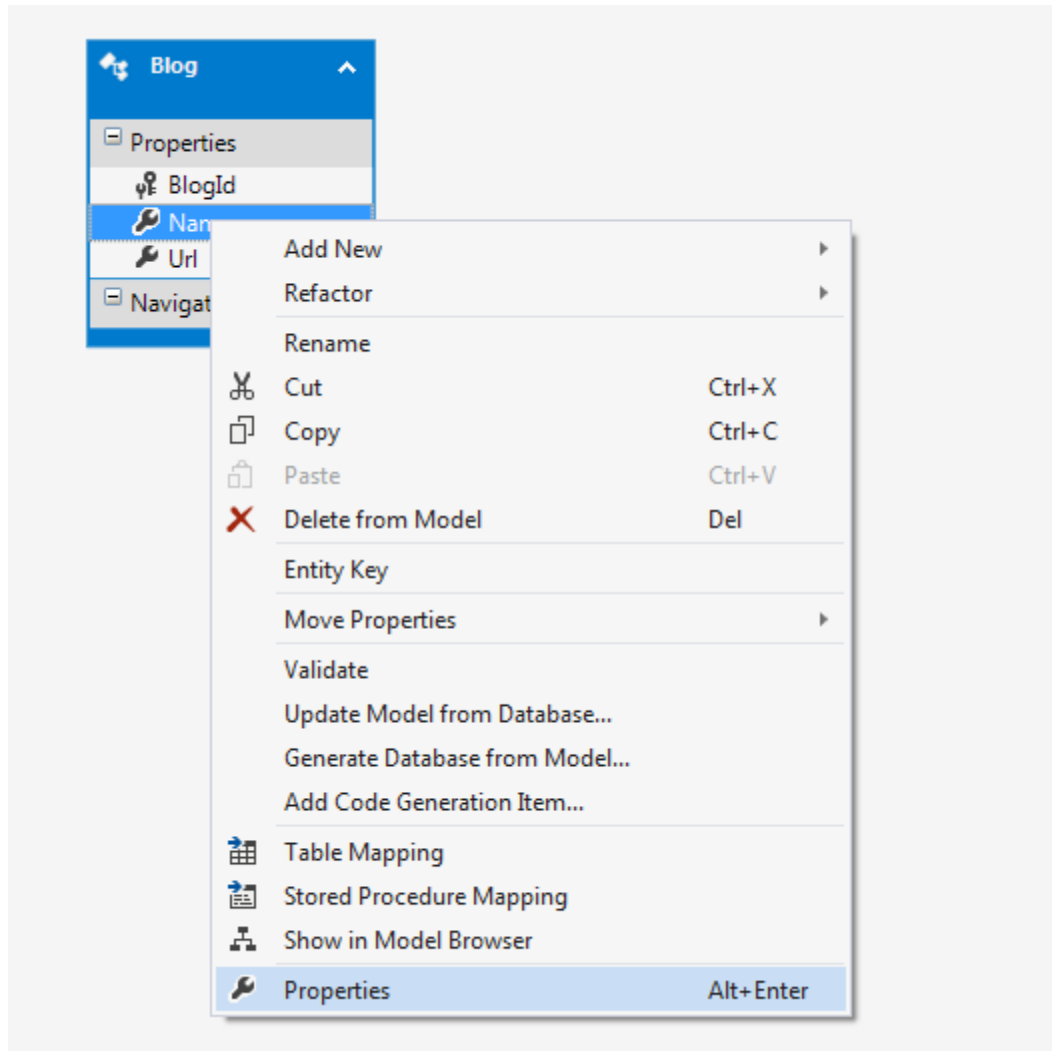 Blog
Properties
BlogId
Url
Add New
Refactor
Rename
Cut Ctrl+X
Copy Ctrl+C
Paste Ctrl+V
Delete from Model Del
Entity Key
Move Properties
Validate
Update Model from Database...
Generate Database from Model...
Add Code Generation Item...
Table Mapping
Stored Procedure Mapping
Show in Model Browser
Properties Alt+Enter